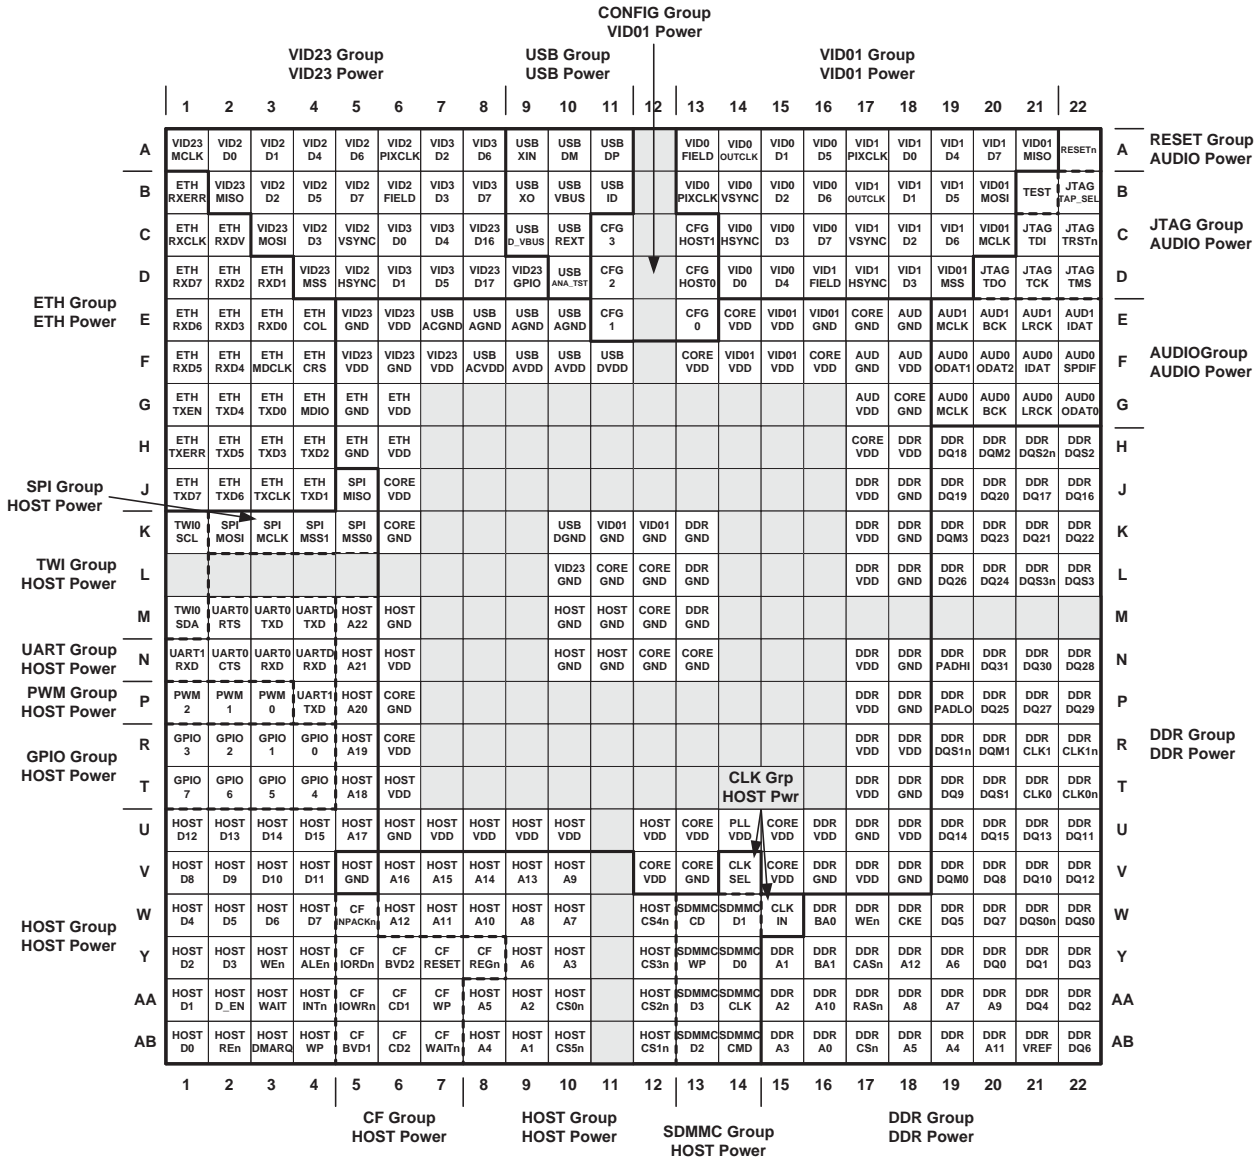 CONFIG Group
VID01 Power
VID23 Group
VID23 Power
USB Group
USB Power
VID01 Group
VID01 Power
1 2 3 4 5 6 7 8 9 10 11 12 13 14 15 16 17 18 19 20 21 22
A VID23 VID2 VID2 VID2 VID2 VID2 VID3 VID3 USB USB USB VID0 VID0 VID0 VID0 VID1 VID1 VID1 VID1 VID01 RESETn A
MCLK D0 D1 D4 D6 PIXCLK D2 D6 XIN DM DP FIELD OUTCLK D1 D5 PIXCLK D0 D4 D7 MISO
RESET Group
AUDIO Power
B ETH VID23 VID2 VID2 VID2 VID2 VID3 VID3 USB USB USB VID0 VID0 VID0 VID0 VID1 VID1 VID1 VID01 TEST JTAG B
RXERR MISO D2 D5 D7 FIELD D3 D7 XO VBUS ID PIXCLK VSYNC D2 D6 OUTCLK D1 D5 MOSI TAP_SEL
C ETH ETH VID23 VID2 VID2 VID3 VID3 VID23 USB USB CFG CFG VID0 VID0 VID0 VID1 VID1 VID1 VID01 JTAG JTAG C
RXCLK RXDV MOSI D3 VSYNC D0 D4 D16 D_VBUS REXT 3 HOST1 HSYNC D3 D7 VSYNC D2 D6 MCLK TDI TRSTn
JTAG Group
AUDIO Power
D ETH ETH ETH VID23 VID2 VID3 VID3 VID23 VID23 USB CFG CFG VID0 VID0 VID1 VID1 VID1 VID01 JTAG JTAG JTAG D
RXD7 RXD2 RXD1 MSS HSYNC D1 D5 D17 GPIO ANA_TST 2 HOST0 D0 D4 FIELD HSYNC D3 MSS TDO TCK TMS
ETH Group
ETH Power
E ETH ETH ETH ETH VID23 VID23 USB USB USB USB CFG CFG CORE VID01 VID01 CORE AUD AUD1 AUD1 AUD1 AUD1 E
RXD6 RXD3 RXD0 COL GND VDD ACGND AGND AGND AGND 1 0 VDD VDD GND GND GND MCLK BCK LRCK IDAT
F ETH ETH ETH ETH VID23 VID23 VID23 USB USB USB USB CORE VID01 VID01 CORE AUD AUD AUD0 AUD0 AUD0 AUD0 F
RXD5 RXD4 MDCLK CRS VDD GND VDD ACVDD AVDD AVDD DVDD VDD VDD VDD VDD GND VDD ODAT1 ODAT2 IDAT SPDIF
AUDIOGroup
AUDIO Power
G ETH ETH ETH ETH ETH ETH AUD CORE AUD0 AUD0 AUD0 AUD0 G
TXEN TXD4 TXD0 MDIO GND VDD VDD GND MCLK BCK LRCK ODAT0
H ETH ETH ETH ETH ETH ETH CORE DDR DDR DDR DDR DDR H
TXERR TXD5 TXD3 TXD2 GND VDD VDD VDD DQ18 DQM2 DQS2n DQS2
SPI Group
HOST Power
J ETH ETH ETH ETH SPI CORE DDR DDR DDR DDR DDR DDR J
TXD7 TXD6 TXCLK TXD1 MISO VDD VDD GND DQ19 DQ20 DQ17 DQ16
K TWI0 SPI SPI SPI SPI CORE USB VID01 VID01 DDR DDR DDR DDR DDR DDR DDR K
SCL MOSI MCLK MSS1 MSS0 GND DGND GND GND GND VDD GND DQM3 DQ23 DQ21 DQ22
TWI Group
HOST Power
L VID23 CORE CORE DDR DDR DDR DDR DDR DDR DDR L
GND GND GND GND VDD GND DQ26 DQ24 DQS3n DQS3
M TWI0 UART0 UART0 UARTD HOST HOST HOST HOST CORE DDR M
SDA RTS TXD TXD A22 GND GND GND GND GND
UART Group
HOST Power
N UART1 UART0 UART0 UARTD HOST HOST HOST HOST CORE CORE DDR DDR DDR DDR DDR DDR N
RXD CTS RXD RXD A21 VDD GND GND GND GND VDD GND PADHI DQ31 DQ30 DQ28
PWM Group
HOST Power
P PWM PWM PWM UART1 HOST CORE DDR DDR DDR DDR DDR DDR P
2 1 0 TXD A20 GND VDD GND PADLO DQ25 DQ27 DQ29
GPIO Group
HOST Power
R GPIO GPIO GPIO GPIO HOST CORE DDR DDR DDR DDR DDR DDR R
3 2 1 0 A19 VDD VDD VDD DQS1n DQM1 CLK1 CLK1n
DDR Group
DDR Power
T GPIO GPIO GPIO GPIO HOST HOST DDR DDR DDR DDR DDR DDR T
7 6 5 4 A18 VDD VDD GND DQ9 DQS1 CLK0 CLK0n
CLK Grp
HOST Pwr
U HOST HOST HOST HOST HOST HOST HOST HOST HOST HOST HOST CORE PLL CORE DDR DDR DDR DDR DDR DDR DDR U
D12 D13 D14 D15 A17 GND VDD VDD VDD VDD VDD VDD VDD VDD VDD GND VDD DQ14 DQ15 DQ13 DQ11
V HOST HOST HOST HOST HOST HOST HOST HOST HOST HOST CORE CORE CLK CORE DDR DDR DDR DDR DDR DDR DDR V
D8 D9 D10 D11 GND A16 A15 A14 A13 A9 VDD GND SEL VDD GND VDD GND DQM0 DQ8 DQ10 DQ12
HOST Group
HOST Power
W HOST HOST HOST HOST CF HOST HOST HOST HOST HOST HOST SDMMC SDMMC CLK DDR DDR DDR DDR DDR DDR DDR W
D4 D5 D6 D7 INPACKn A12 A11 A10 A8 A7 CS4n CD D1 IN BA0 WEn CKE DQ5 DQ7 DQS0n DQS0
Y HOST HOST HOST HOST CF CF CF CF HOST HOST HOST SDMMC SDMMC DDR DDR DDR DDR DDR DDR DDR DDR Y
D2 D3 WEn ALEn IORDn BVD2 RESET REGn A6 A3 CS3n WP D0 A1 BA1 CASn A12 A6 DQ0 DQ1 DQ3
AA HOST HOST HOST HOST CF CF CF HOST HOST HOST HOST SDMMC SDMMC DDR DDR DDR DDR DDR DDR DDR DDR AA
D1 D_EN WAIT INTn IOWRn CD1 WP A5 A2 CS0n CS2n D3 CLK A2 A10 RASn A8 A7 A9 DQ4 DQ2
AB HOST HOST HOST HOST CF CF CF HOST HOST HOST HOST SDMMC SDMMC DDR DDR DDR DDR DDR DDR DDR DDR AB
D0 REn DMARQ WP BVD1 CD2 WAITn A4 A1 CS5n CS1n D2 CMD A3 A0 CSn A5 A4 A11 VREF DQ6
1 2 3 4 5 6 7 8 9 10 11 12 13 14 15 16 17 18 19 20 21 22
CF Group
HOST Power
HOST Group
HOST Power
SDMMC Group
HOST Power
DDR Group
DDR Power